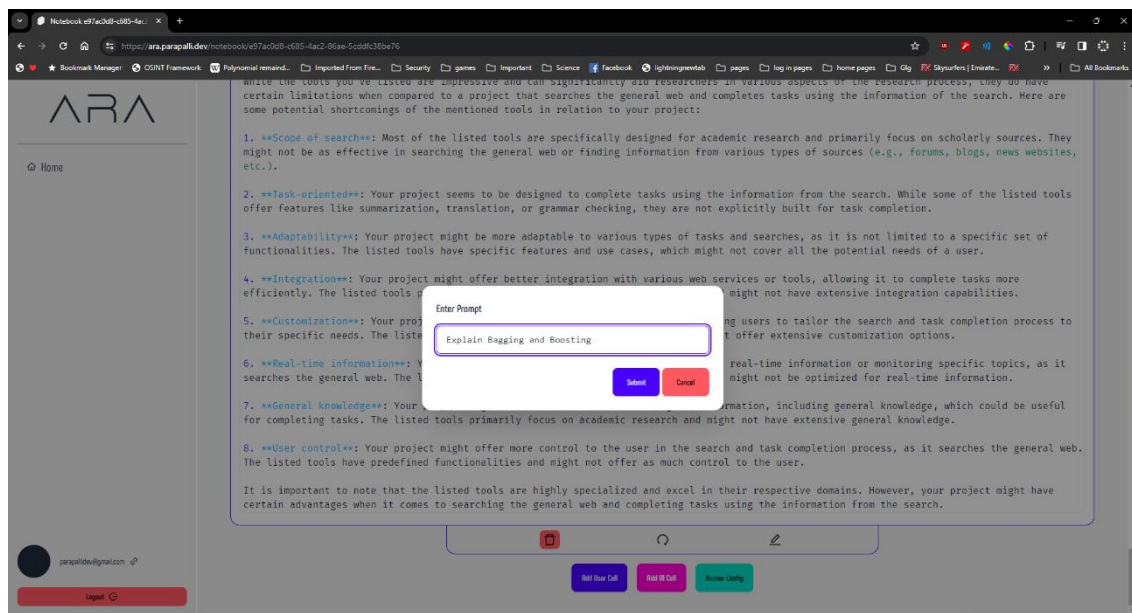 Notebook e97ac0d8-c685-4ac
https://ara.parapalli.dev/notebook/e97ac0d8-c685-4ac2-86ae-5cddfc38be76
Bookmark Manager OSINT Framework Polynomial remaind... Imported From Fire... Security games Important Science Facebook lightningnewtab pages log in pages home pages Glg Skysurfers | Emirate... All Bookmarks
ARA
Home
while the tools you've listed are impressive and can significantly aid researchers in various aspects of the research process, they do have
certain limitations when compared to a project that searches the general web and completes tasks using the information of the search. Here are
some potential shortcomings of the mentioned tools in relation to your project:
1. **Scope of search**: Most of the listed tools are specifically designed for academic research and primarily focus on scholarly sources. They
might not be as effective in searching the general web or finding information from various types of sources (e.g., forums, blogs, news websites,
etc.).
2. **Task-oriented**: Your project seems to be designed to complete tasks using the information from the search. While some of the listed tools
offer features like summarization, translation, or grammar checking, they are not explicitly built for task completion.
3. **Adaptability**: Your project might be more adaptable to various types of tasks and searches, as it is not limited to a specific set of
functionalities. The listed tools have specific features and use cases, which might not cover all the potential needs of a user.
4. **Integration**: Your project might offer better integration with various web services or tools, allowing it to complete tasks more
efficiently. The listed tools might not have extensive integration capabilities.
5. **Customization**: Your users to tailor the search and task completion process to
their specific needs. The offer extensive customization options.
6. **Real-time information**: real-time information or monitoring specific topics, as it
searches the general web. The might not be optimized for real-time information.
7. **General knowledge**: Your including general knowledge, which could be useful
for completing tasks. The listed tools primarily focus on academic research and might not have extensive general knowledge.
8. **User control**: Your project might offer more control to the user in the search and task completion process, as it searches the general web.
The listed tools have predefined functionalities and might not offer as much control to the user.
It is important to note that the listed tools are highly specialized and excel in their respective domains. However, your project might have
certain advantages when it comes to searching the general web and completing tasks using the information from the search.
Enter Prompt
Explain Bagging and Boosting
Submit Cancel
Add User Cell Add AI Cell Runner Config
parapallidev@gmail.com
Logout